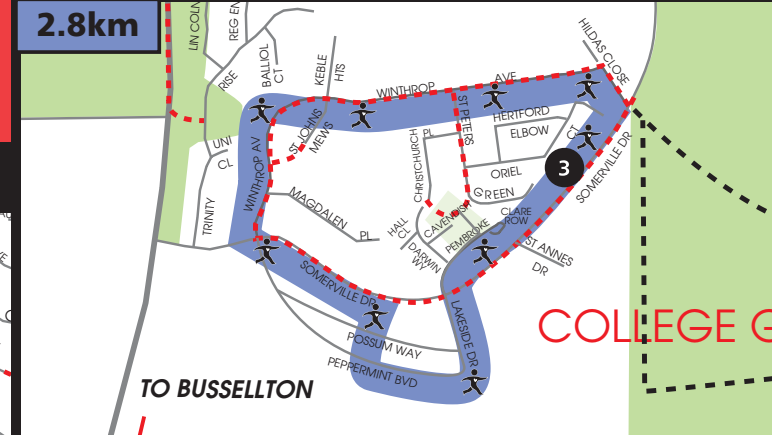 2.8km
LIN COLN
REG EN
RISE
BALLIOL
CT
KEBLE
HTS
HILDAS CLOSE
WINTHROP
AVE
ST PETERS
HERTFORD
ELBOW
CT
ST JOHNS
MEWS
PL
CHRISTCHURCH
UNI
CL
ORIEL
GREEN
3
SOMERVILLE DR
WINTHROP AV
TRINITY
MAGDALEN
PL
HALL
CL
CAVENDISH
PEMBROKE
CLARE
ROW
DARWIN
WY
ST ANNES
DR
SOMERVILLE DR
LAKESIDE DR
POSSUM WAY
PEPPERMINT BVD
COLLEGE G
TO BUSSELLTON